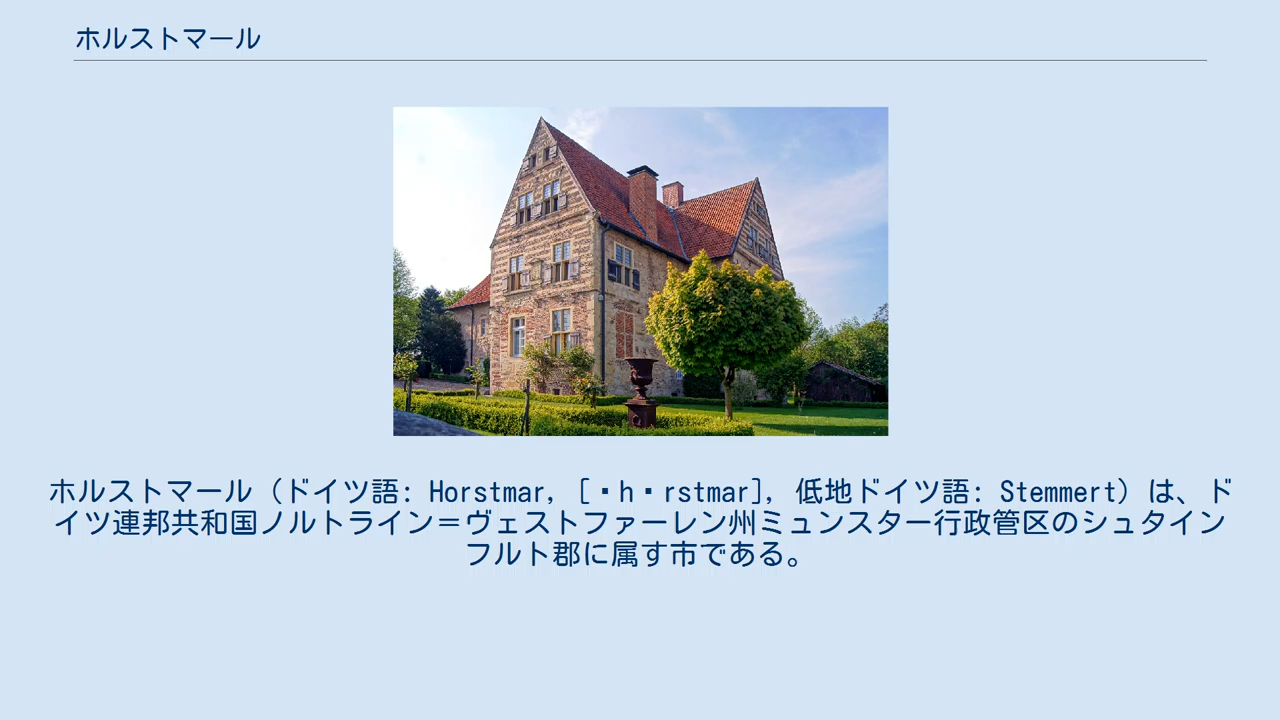 ホルストマール
ホルストマール（ドイツ語: Horstmar, [・h・rstmar], 低地ドイツ語: Stemmert）は、ド
イツ連邦共和国ノルトライン＝ヴェストファーレン州ミュンスター行政管区のシュタイン
フルト郡に属す市である。